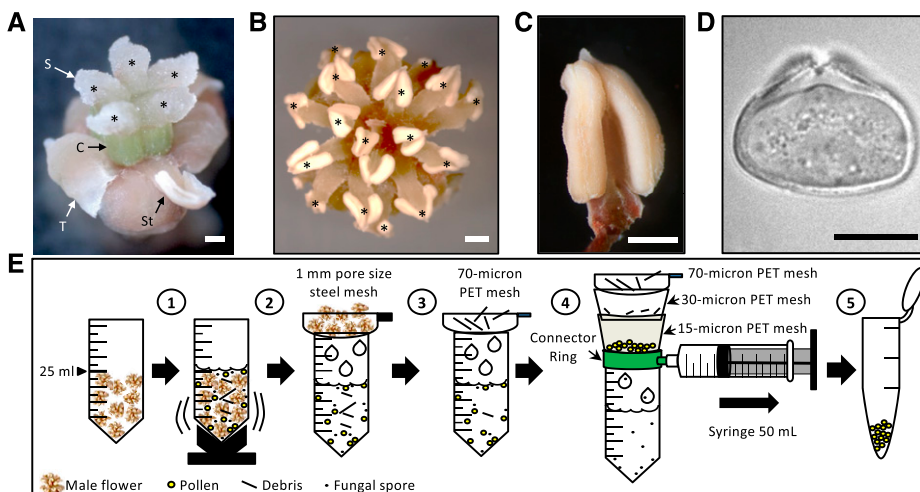 A
B
C
D
S
C
T
St
E
1
2
3
4
5
25 ml
1 mm pore size
steel mesh
70-micron
PET mesh
70-micron PET mesh
30-micron PET mesh
15-micron PET mesh
Connector
Ring
Syringe 50 mL
Male flower
Pollen
Debris
Fungal spore